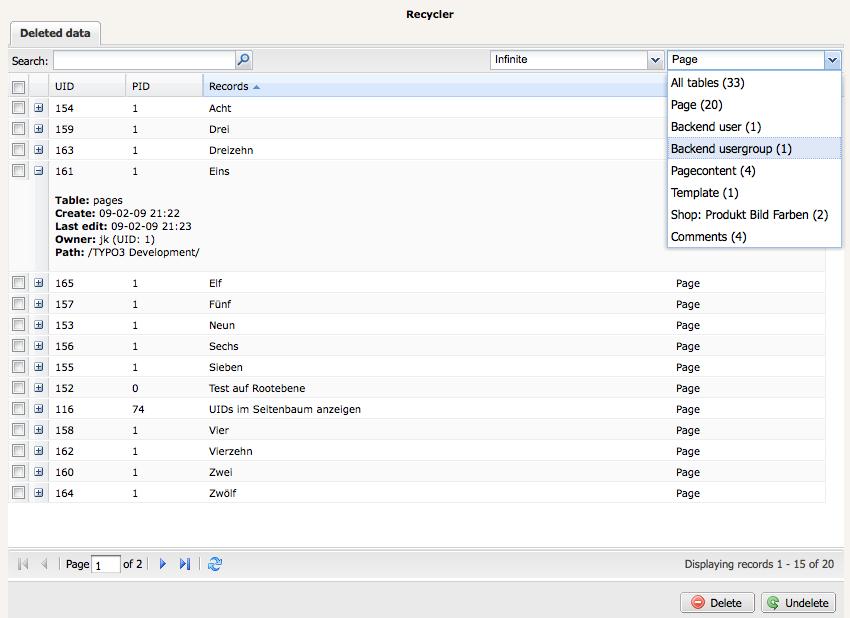 Recycler
Deleted data
Search: Infinite Page
UID PID Records
All tables (33)
Page (20)
Backend user (1)
Backend usergroup (1)
Pagecontent (4)
Template (1)
Shop: Produkt Bild Farben (2)
Comments (4)
154 1 Acht
159 1 Drei
163 1 Dreizehn
161 1 Eins
Table: pages
Create: 09-02-09 21:22
Last edit: 09-02-09 21:23
Owner: jk (UID: 1)
Path: /TYPO3 Development/
165 1 Elf Page
157 1 Fünf Page
153 1 Neun Page
156 1 Sechs Page
155 1 Sieben Page
152 0 Test auf Rootebene Page
116 74 UIDs im Seitenbaum anzeigen Page
158 1 Vier Page
162 1 Vierzehn Page
160 1 Zwei Page
164 1 Zwölf Page
Page 1 of 2 Displaying records 1 - 15 of 20
Delete Undelete